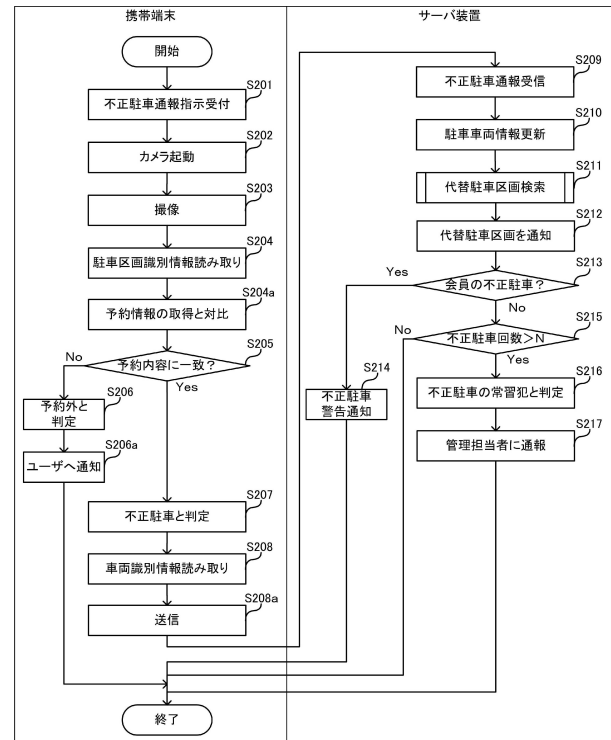 携帯端末
サーバ装置
開始
S201
不正駐車通報指示受付
S202
カメラ起動
S203
撮像
S204
駐車区画識別情報読み取り
S204a
予約情報の取得と対比
S205
予約内容に一致?
No
Yes
S206
予約外と
判定
S206a
ユーザへ通知
S207
不正駐車と判定
S208
車両識別情報読み取り
S208a
送信
終了
S209
不正駐車通報受信
S210
駐車車両情報更新
S211
代替駐車区画検索
S212
代替駐車区画を通知
S213
会員の不正駐車?
Yes
No
S214
不正駐車
警告通知
S215
不正駐車回数>N
No
Yes
S216
不正駐車の常習犯と判定
S217
管理担当者に通報